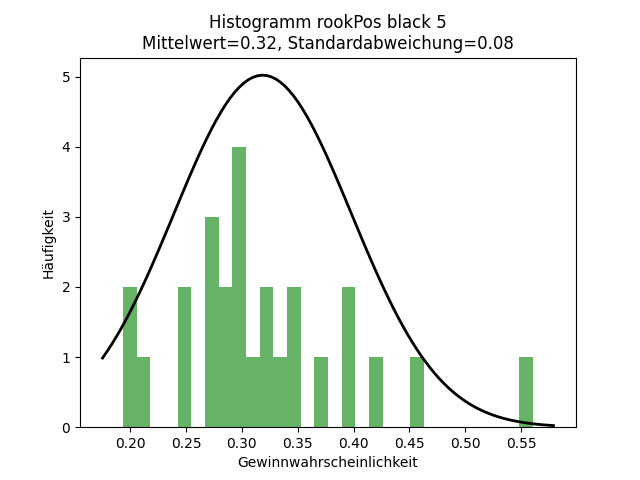 Histogramm rookPos black 5
Mittelwert=0.32, Standardabweichung=0.08
5
4
3
2
1
0
Häufigkeit
0.20 0.25 0.30 0.35 0.40 0.45 0.50 0.55
Gewinnwahrscheinlichkeit